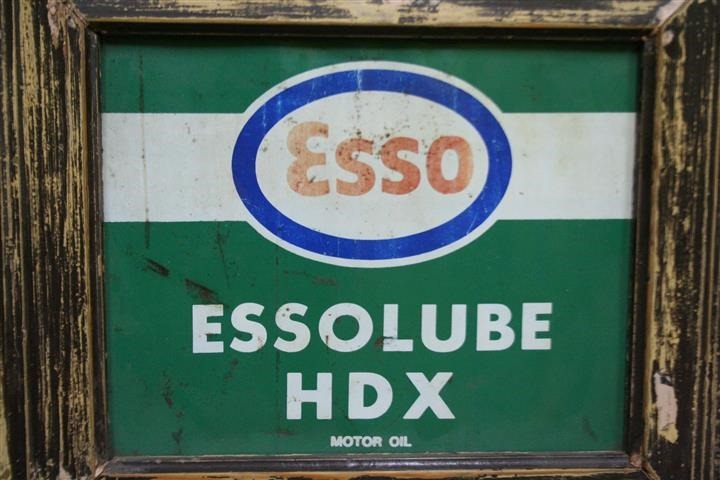 Esso
ESSOLUBE
HDX
MOTOR OIL